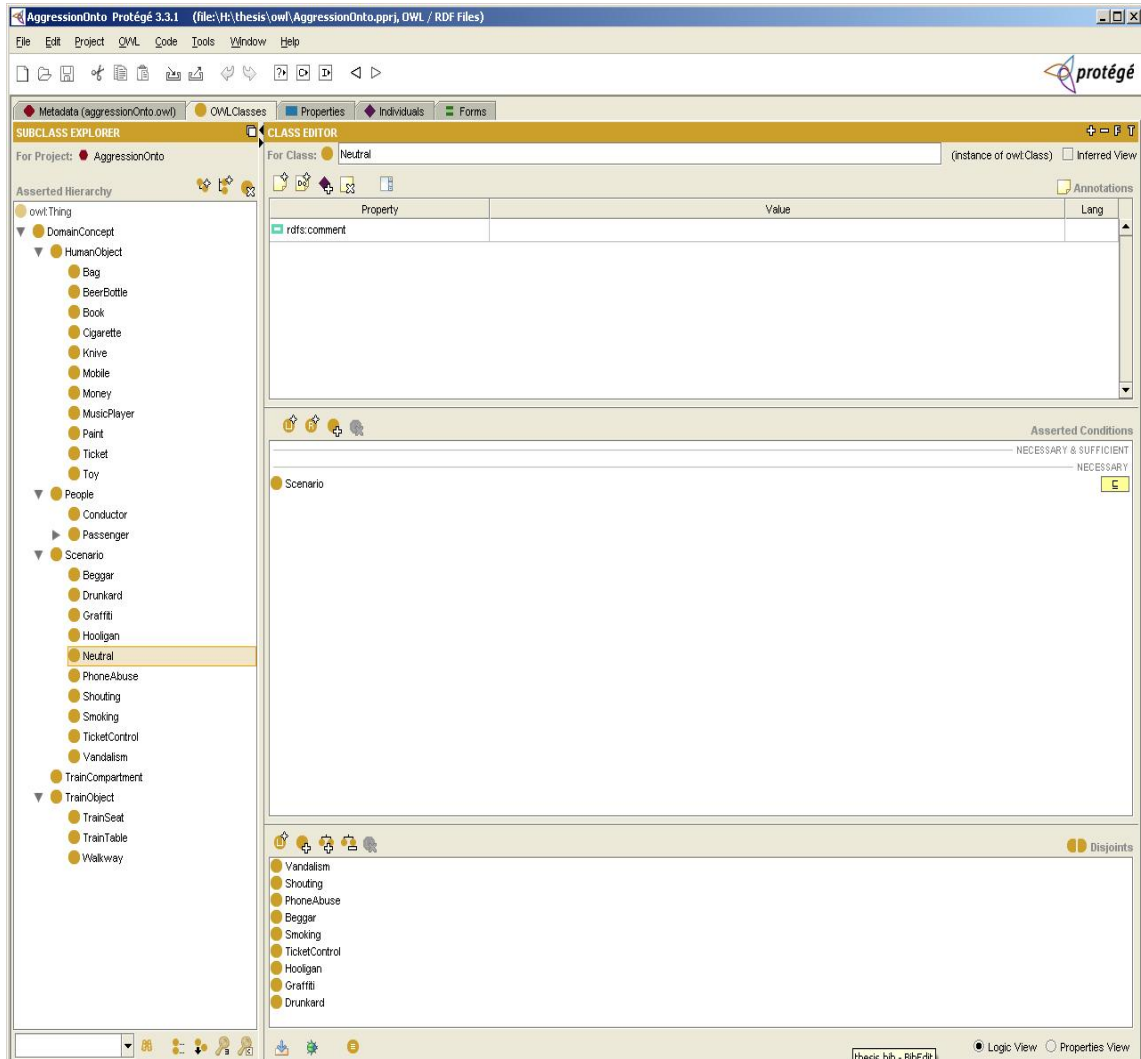 AggressionOnto Protégé 3.3.1 (file:\H:\thesis\owl\AggressionOnto.pprj, OWL / RDF Files)
File Edit Project OWL Code Tools Window Help
protégé
Metadata (aggressionOnto.owl) OWLClasses Properties Individuals Forms
SUBCLASS EXPLORER
For Project: AggressionOnto
Asserted Hierarchy
owl:Thing
DomainConcept
HumanObject
Bag
BeerBottle
Book
Cigarette
Knive
Mobile
Money
MusicPlayer
Paint
Ticket
Toy
People
Conductor
Passenger
Scenario
Beggar
Drunkard
Graffiti
Hooligan
Neutral
PhoneAbuse
Shouting
Smoking
TicketControl
Vandalism
TrainCompartment
TrainObject
TrainSeat
TrainTable
Walkway
CLASS EDITOR
For Class: Neutral (instance of owl:Class) Inferred View
Annotations
Property Value Lang
rdfs:comment
Asserted Conditions
NECESSARY & SUFFICIENT
NECESSARY
Scenario ⊑
Disjoints
Vandalism
Shouting
PhoneAbuse
Beggar
Smoking
TicketControl
Hooligan
Graffiti
Drunkard
thesis.bib - BibEdit
Logic View Properties View